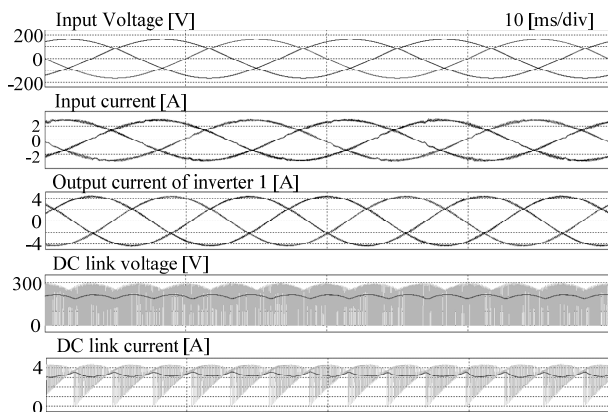 Input Voltage [V]
10 [ms/div]
200
0
-200
Input current [A]
2
0
-2
Output current of inverter 1 [A]
4
0
-4
DC link voltage [V]
300
0
DC link current [A]
4
0